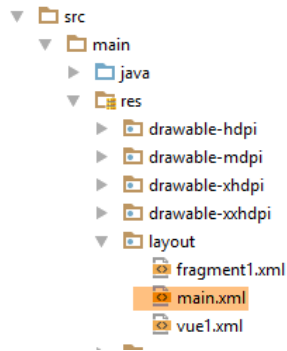 src
main
java
res
drawable-hdpi
drawable-mdpi
drawable-xhdpi
drawable-xxhdpi
layout
fragment1.xml
main.xml
vue1.xml